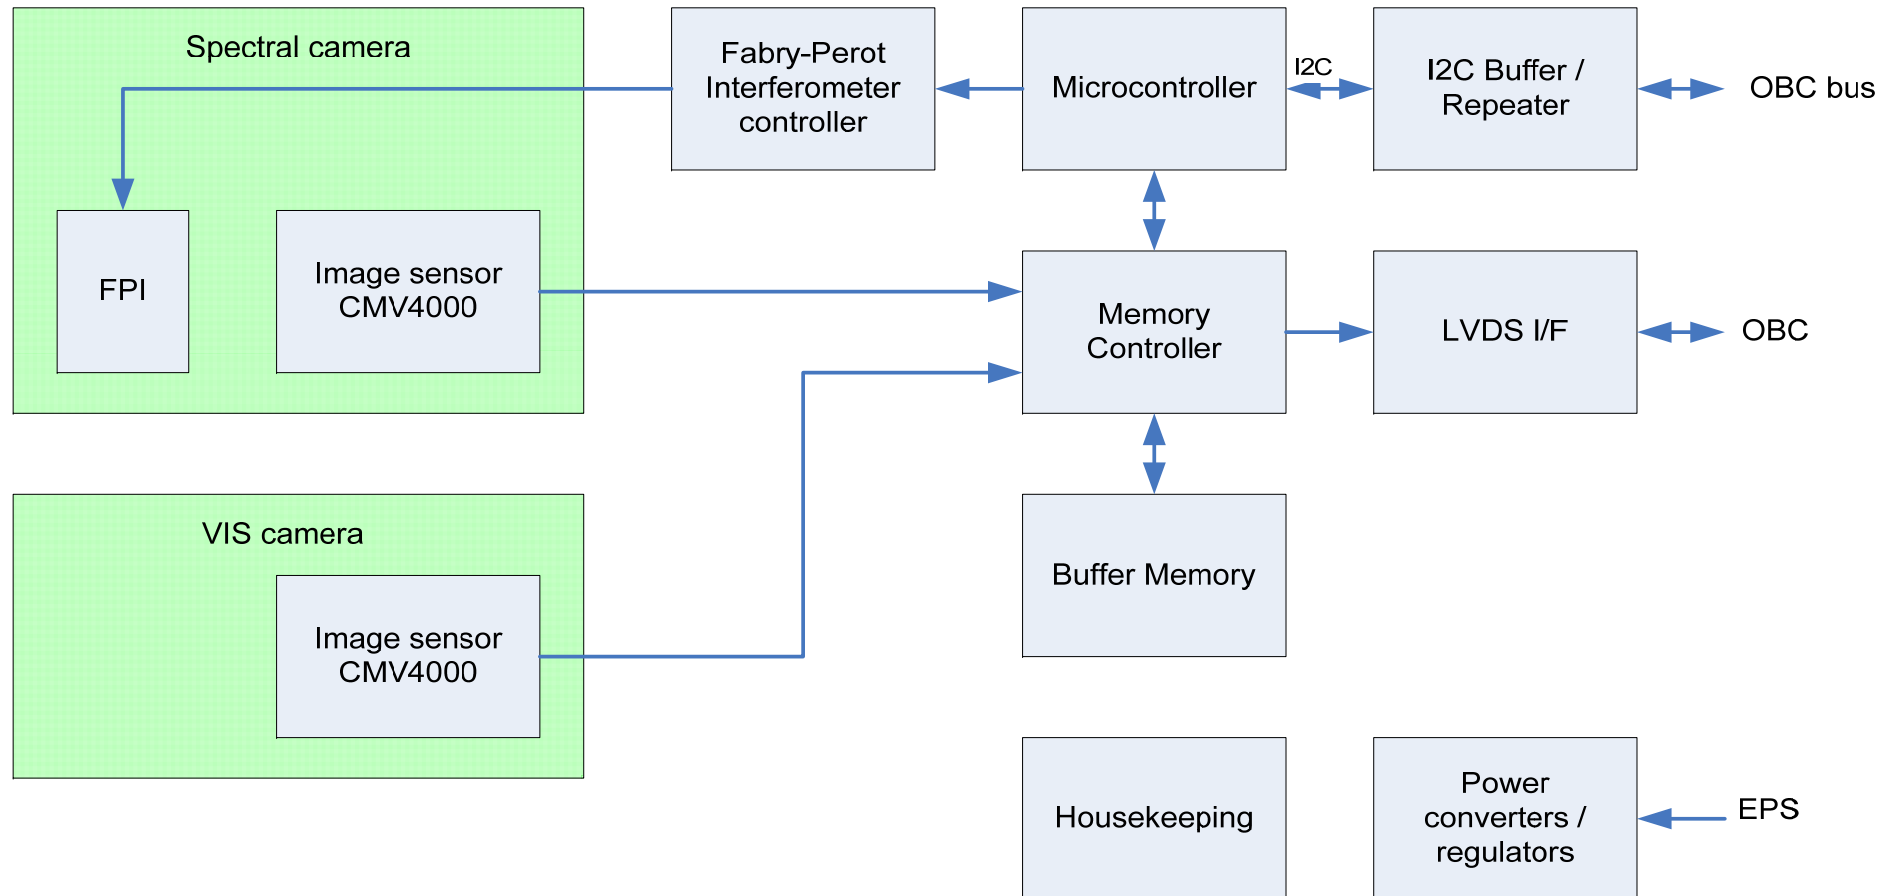 Spectral camera
Fabry-Perot
Interferometer
controller
Microcontroller
I2C
I2C Buffer /
Repeater
OBC bus
FPI
Image sensor
CMV4000
Memory
Controller
LVDS I/F
OBC
VIS camera
Image sensor
CMV4000
Buffer Memory
Housekeeping
Power
converters /
regulators
EPS